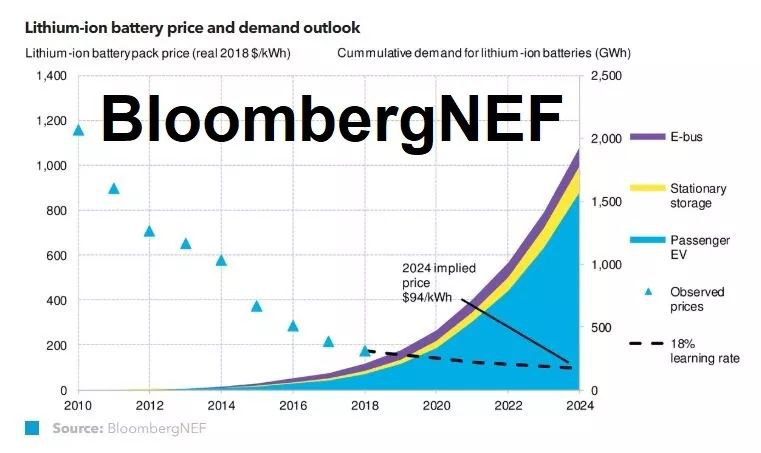 Lithium-ion battery price and demand outlook
Lithium-ion battery pack price (real 2018 $/kWh)
Cummulative demand for lithium-ion batteries (GWh)
1,400
1,200
1,000
800
600
400
200
0
BloombergNEF
2,500
2,000
1,500
1,000
500
0
2024 implied
price
$94/kWh
2010
2012
2014
2016
2018
2020
2022
2024
E-bus
Stationary
storage
Passenger
EV
Observed
prices
18%
learning rate
Source: BloombergNEF